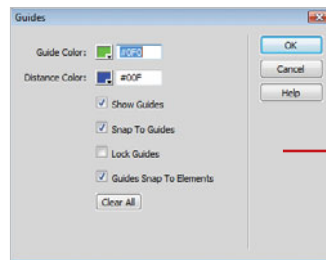 Guides
Guide Color: #0F0
OK
Distance Color: #00F
Cancel
Show Guides
Help
Snap To Guides
Lock Guides
Guides Snap To Elements
Clear All